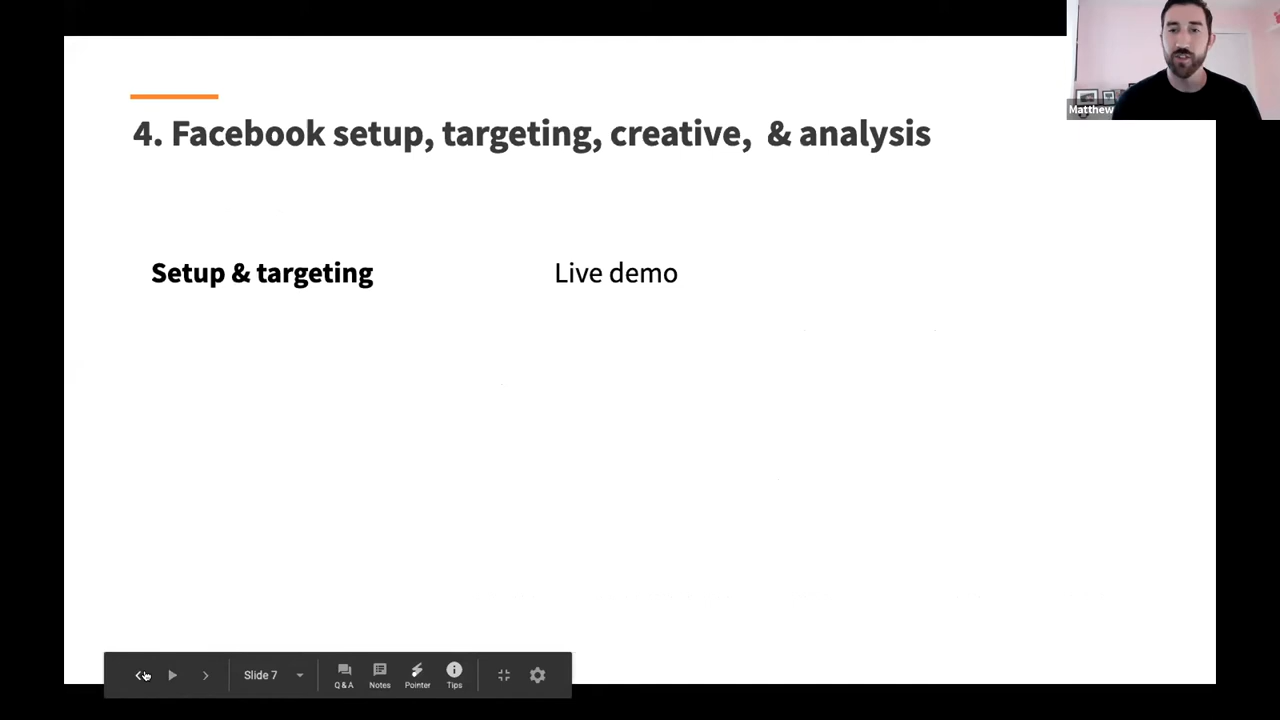 4. Facebook setup, targeting, creative, & analysis
Matthew
Setup & targeting
Live demo
Slide 7
Q & A
Notes
Pointer
Tips